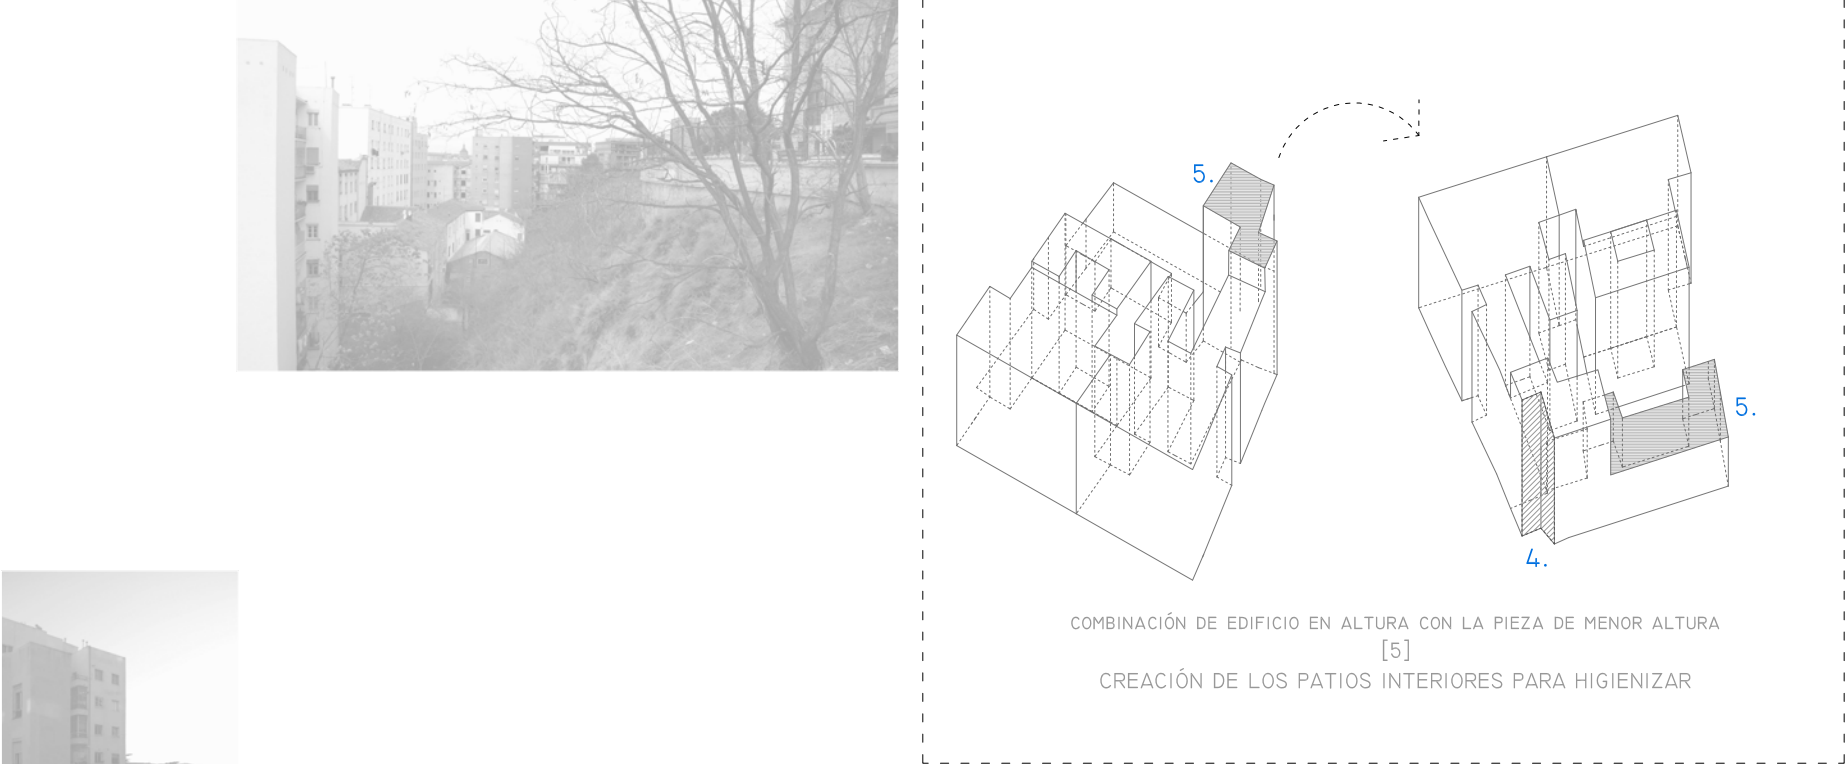 5.
5.
4.
COMBINACIÓN DE EDIFICIO EN ALTURA CON LA PIEZA DE MENOR ALTURA
[5]
CREACIÓN DE LOS PATIOS INTERIORES PARA HIGIENIZAR